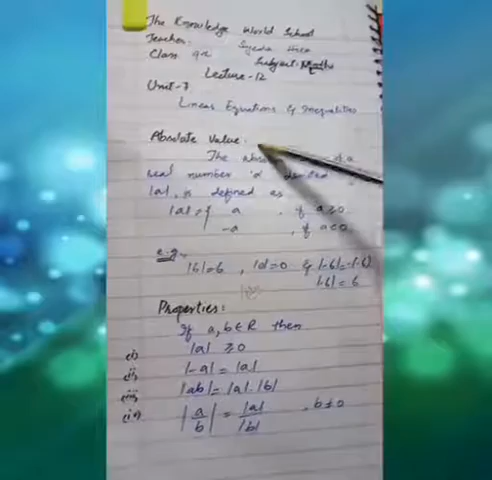 The Knowledge World School
Teacher: Syeda Hira
Class 9th Subject: Maths
Lecture-12
Unit-7
Linear Equations & Inequalities
Absolute Value:
The of a
real number 'a' denoted
|a|, is defined as
|a| = { a , if a ≥ 0
-a , if a < 0
e.g
|6|=6 , |0|=0 & |-6|=-(-6)
|-6| = 6
Properties:
If a, b ∈ R then
(i) |a| ≥ 0
(ii) |-a| = |a|
(iii) |ab| = |a|.|b|
(iv) |a/b| = |a|/|b| , b ≠ 0